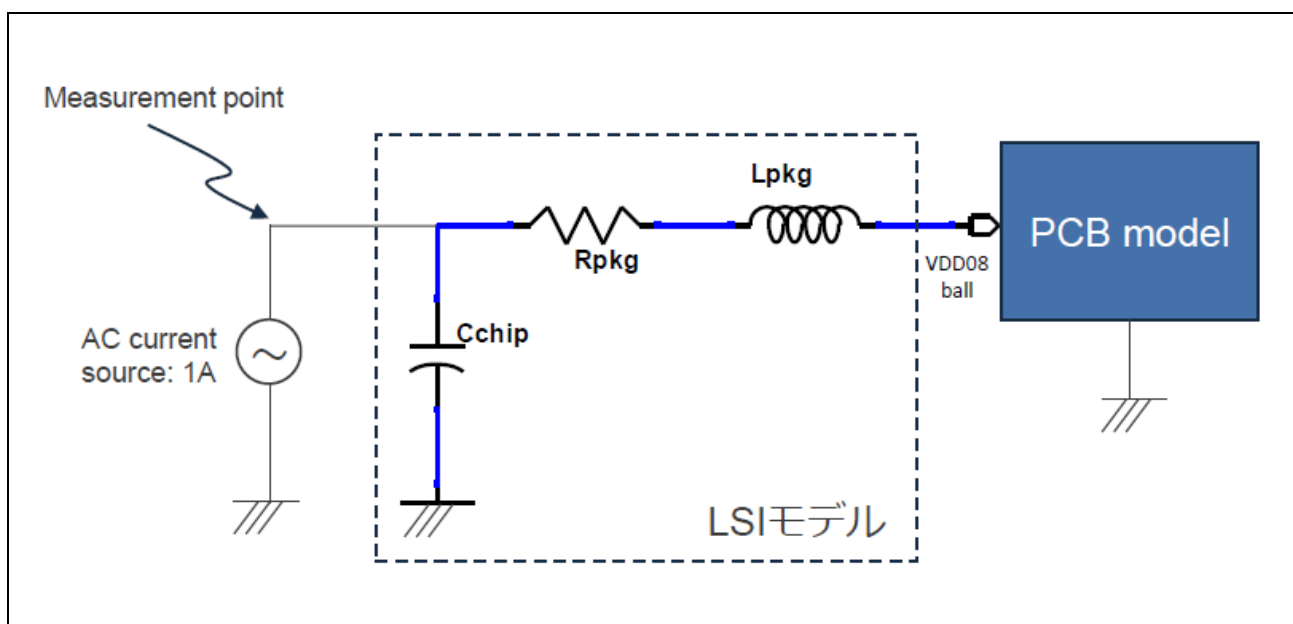 Measurement point
Lpkg
PCB model
Rpkg
VDD08
ball
Cchip
AC current
source: 1A
LSIモデル